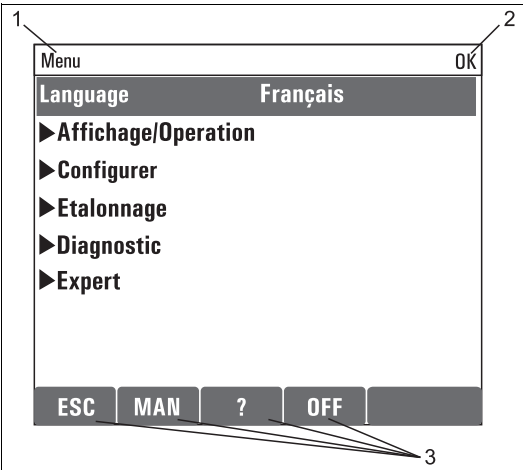 1 2
Menu OK
Language Français
▶Affichage/Operation
▶Configurer
▶Etalonnage
▶Diagnostic
▶Expert
ESC MAN ? OFF
3